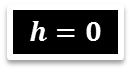 h = 0